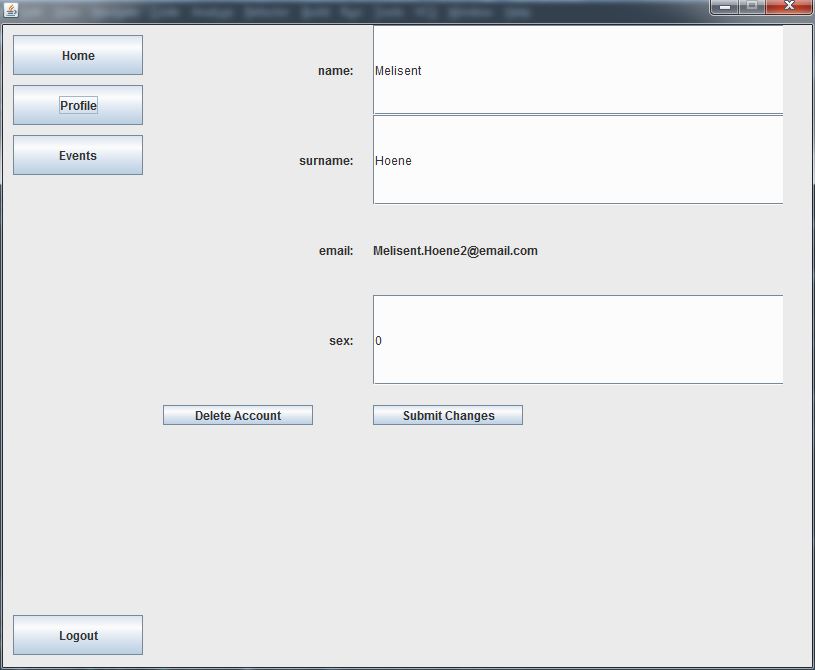 Home
Profile
Events
name: Melisent
surname: Hoene
email: Melisent.Hoene2@email.com
sex: 0
Delete Account Submit Changes
Logout